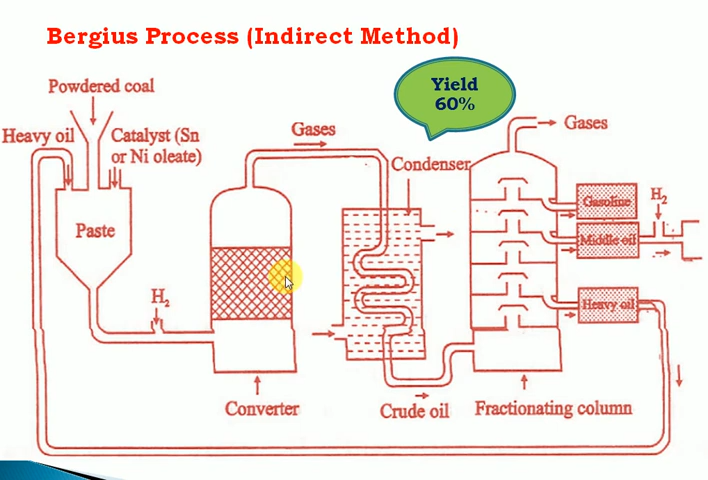 Bergius Process (Indirect Method)
Yield
60%
Powdered coal
Heavy oil
Catalyst (Sn
or Ni oleate)
Gases
Condenser
Gases
Paste
H2
Gasoline
H2
Middle oil
Heavy oil
Converter
Crude oil
Fractionating column